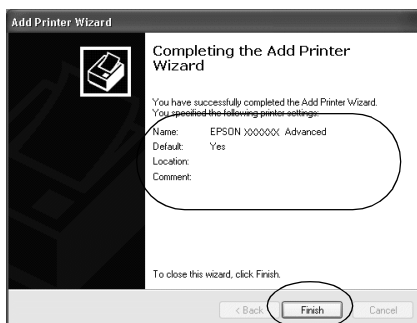 Add Printer Wizard
Completing the Add Printer
Wizard
You have successfully completed the Add Printer Wizard.
You specified the following printer settings:
Name: EPSON XXXXXX Advanced
Default: Yes
Location:
Comment:
To close this wizard, click Finish.
< Back Finish Cancel